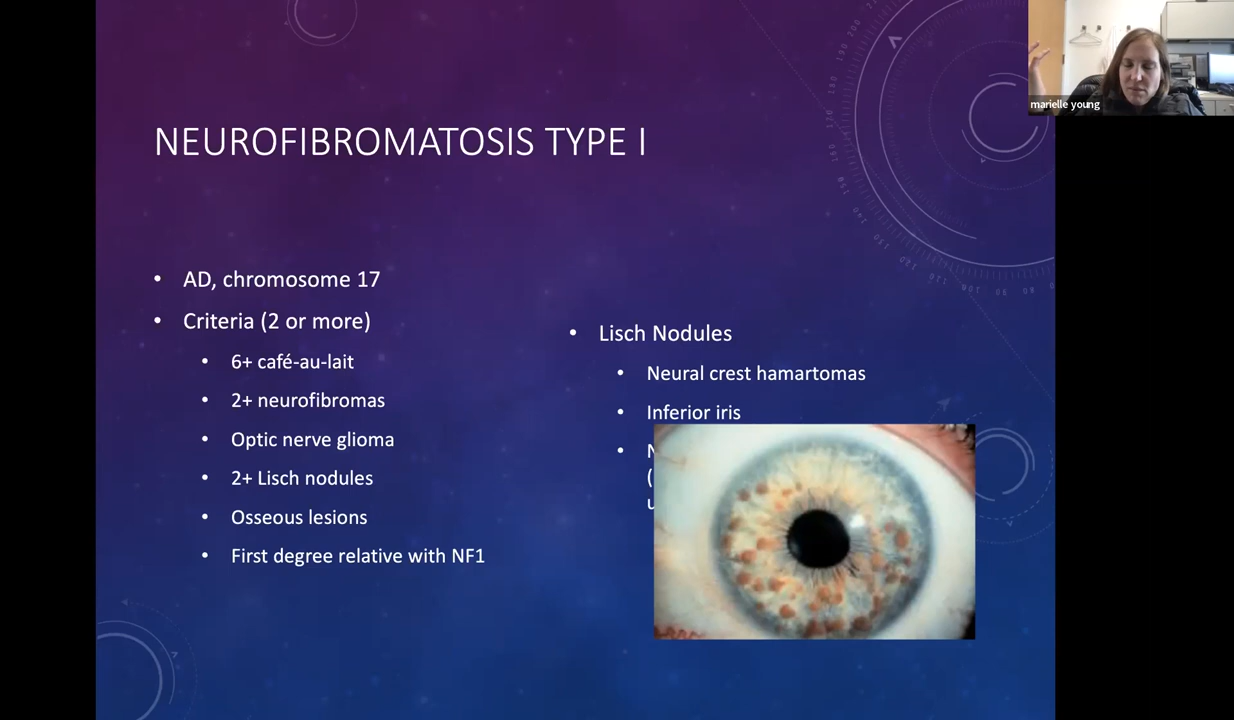 NEUROFIBROMATOSIS TYPE I
• AD, chromosome 17
• Criteria (2 or more)
• 6+ café-au-lait
• 2+ neurofibromas
• Optic nerve glioma
• 2+ Lisch nodules
• Osseous lesions
• First degree relative with NF1
• Lisch Nodules
• Neural crest hamartomas
• Inferior iris
marielle young